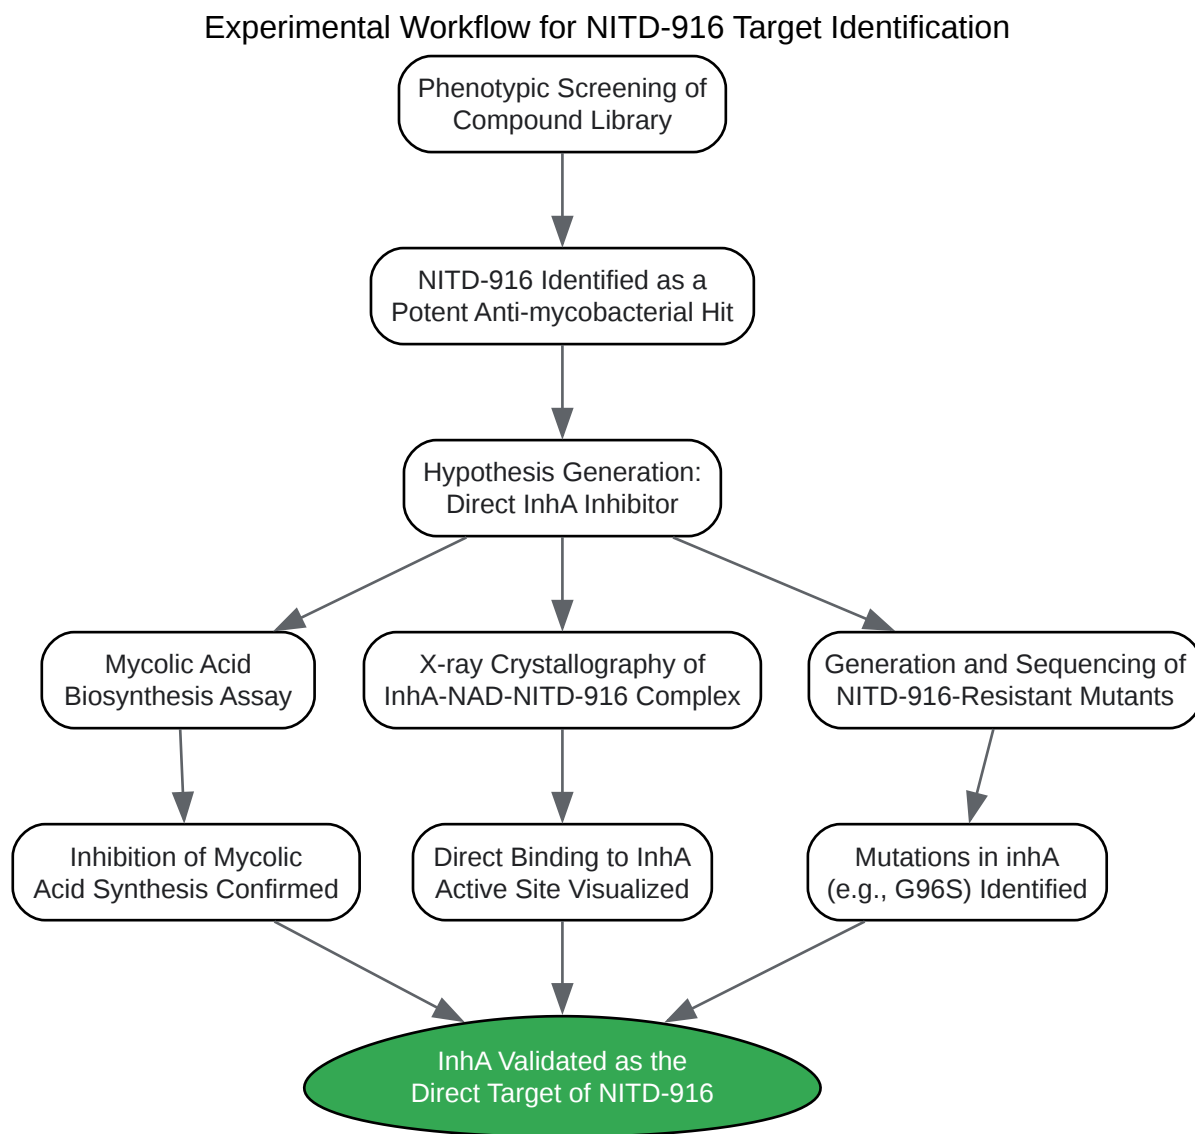 Experimental Workflow for NITD-916 Target Identification
Phenotypic Screening of
Compound Library
NITD-916 Identified as a
Potent Anti-mycobacterial Hit
Hypothesis Generation:
Direct InhA Inhibitor
Mycolic Acid
Biosynthesis Assay
X-ray Crystallography of
InhA-NAD-NITD-916 Complex
Generation and Sequencing of
NITD-916-Resistant Mutants
Inhibition of Mycolic
Acid Synthesis Confirmed
Direct Binding to InhA
Active Site Visualized
Mutations in inhA
(e.g., G96S) Identified
InhA Validated as the
Direct Target of NITD-916